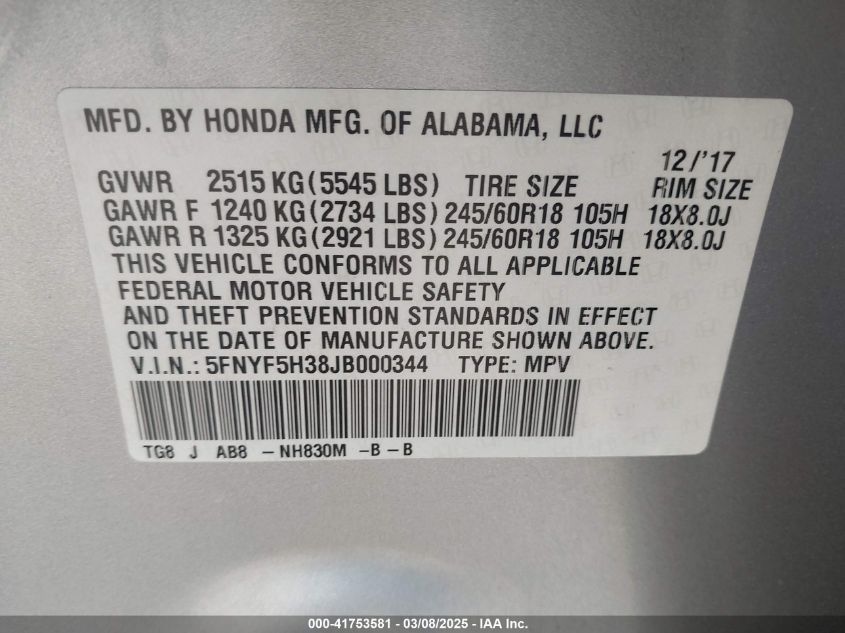 MFD. BY HONDA MFG. OF ALABAMA, LLC
12/'17
GVWR 2515 KG (5545 LBS) TIRE SIZE RIM SIZE
GAWR F 1240 KG (2734 LBS) 245/60R18 105H 18X8.0J
GAWR R 1325 KG (2921 LBS) 245/60R18 105H 18X8.0J
THIS VEHICLE CONFORMS TO ALL APPLICABLE
FEDERAL MOTOR VEHICLE SAFETY
AND THEFT PREVENTION STANDARDS IN EFFECT
ON THE DATE OF MANUFACTURE SHOWN ABOVE.
V.I.N.: 5FNYF5H38JB000344 TYPE: MPV
TG8 J AB8 - NH830M - B - B
000-41753581 / 03/08/2025 - IAA Inc.